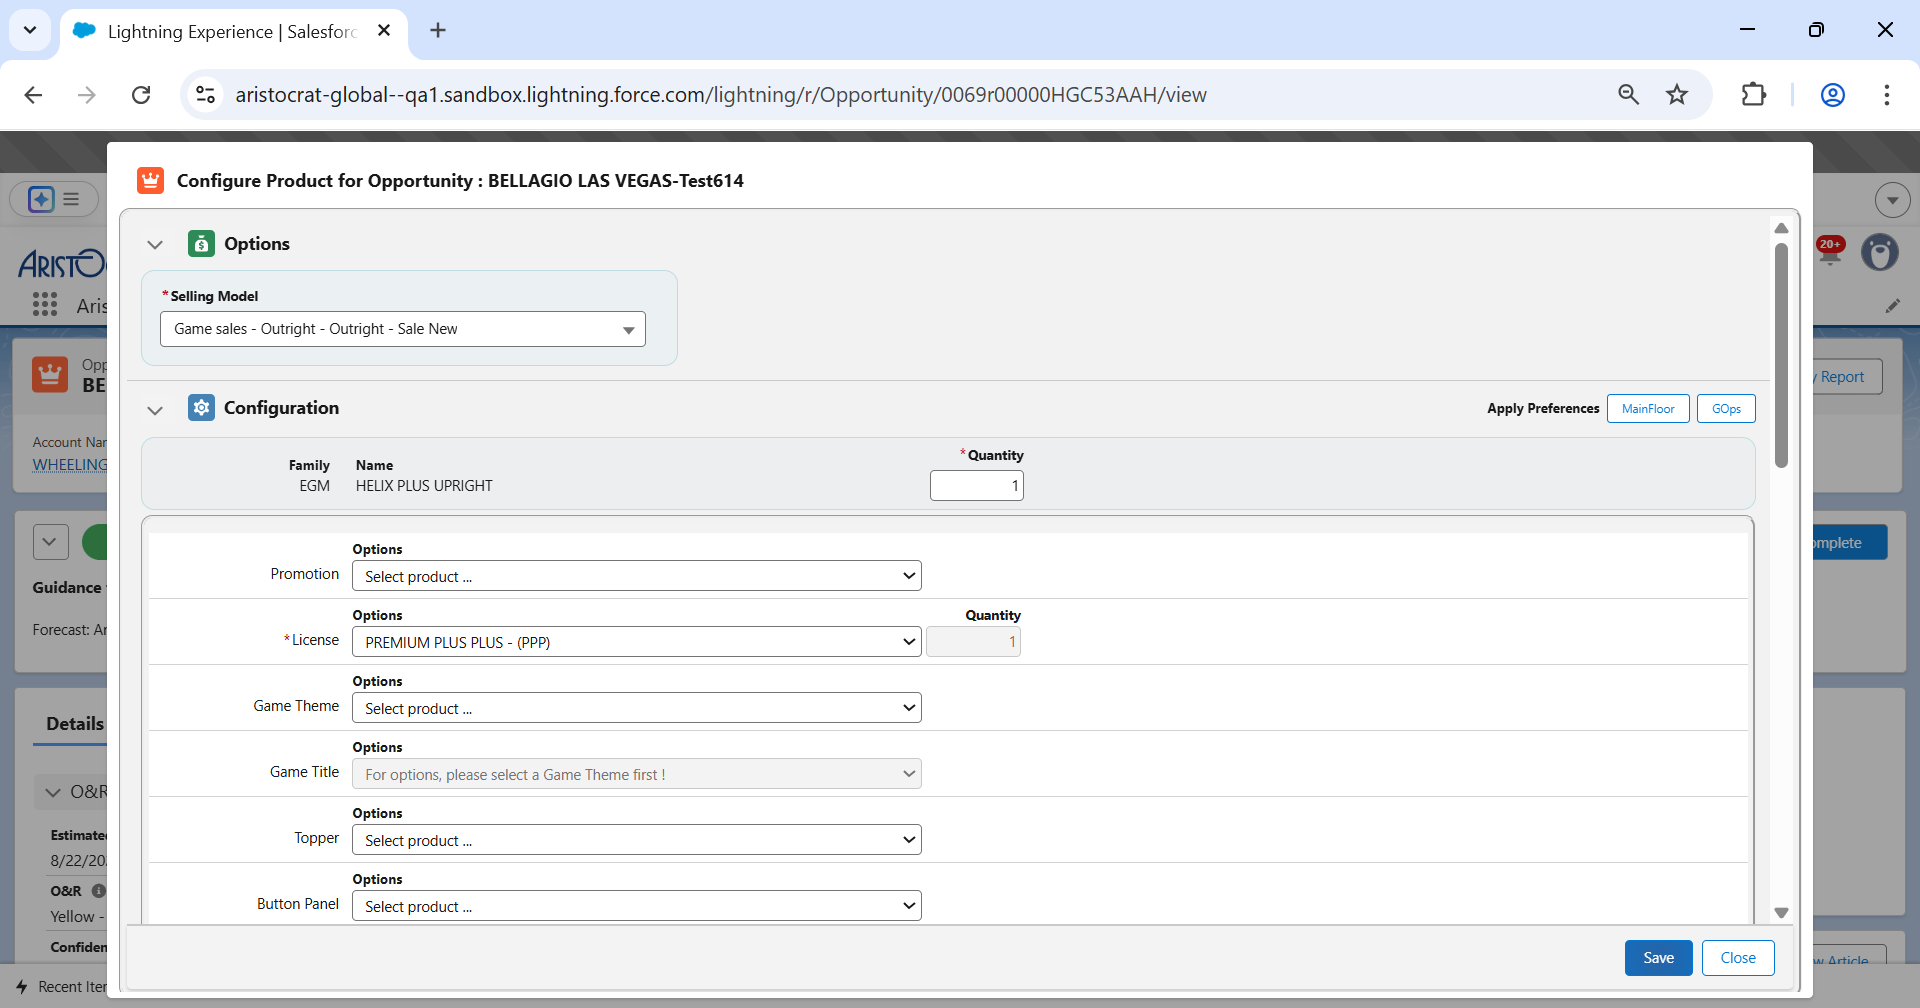 Lightning Experience | Salesforc
aristocrat-global--qa1.sandbox.lightning.force.com/lightning/r/Opportunity/0069r00000HGC53AAH/view
Configure Product for Opportunity : BELLAGIO LAS VEGAS-Test614
Options
*Selling Model
Game sales - Outright - Outright - Sale New
Configuration
Apply Preferences MainFloor GOps
Family Name *Quantity
EGM HELIX PLUS UPRIGHT 1
Options
Promotion Select product ...
Options Quantity
*License PREMIUM PLUS PLUS - (PPP) 1
Options
Game Theme Select product ...
Options
Game Title For options, please select a Game Theme first !
Options
Topper Select product ...
Options
Button Panel Select product ...
Save Close
ARISTO
Aris
20+
Opp
BE
y Report
Account Nar
WHEELING
omplete
Guidance
Forecast: Ar
Details
O&R
Estimated
8/22/20
O&R
Yellow -
Confiden
w Article
Recent Iter